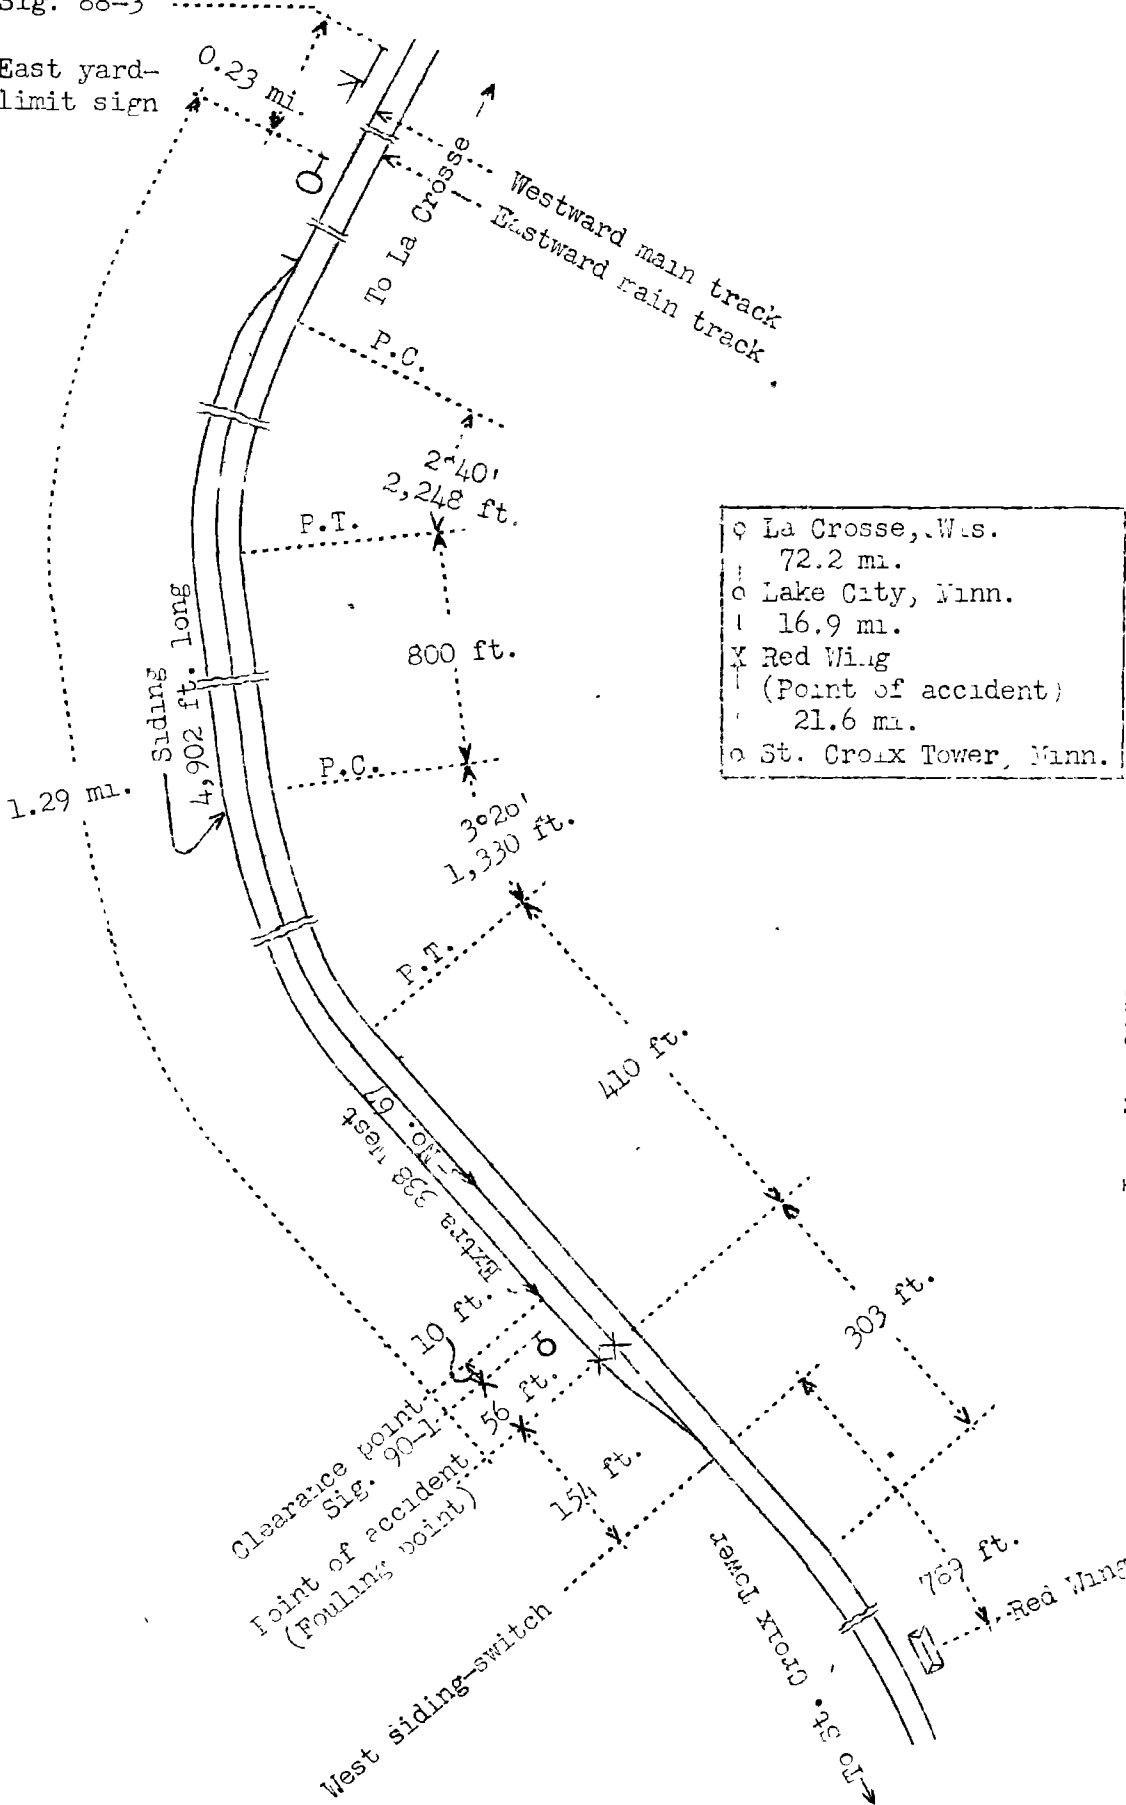 Sig. 88-3
East yard-
limit sign
0.23 mi.
To La Crosse
Westward main track
Eastward main track
P.C.
2°40'
2,248 ft.
P.T.
800 ft.
La Crosse, Wis.
72.2 mi.
Lake City, Minn.
16.9 mi.
X Red Wing
(Point of accident)
21.6 mi.
St. Croix Tower, Minn.
Siding
4,902 ft. long
1.29 mi.
P.C.
3°20'
1,330 ft.
P.T.
410 ft.
No. 67
Extra 338 West
10 ft.
303 ft.
56 ft.
Clearance point
Sig. 90-1
Point of accident
(Fouling point)
154 ft.
West siding-switch
To St. Croix Tower
ft.
Red Wing